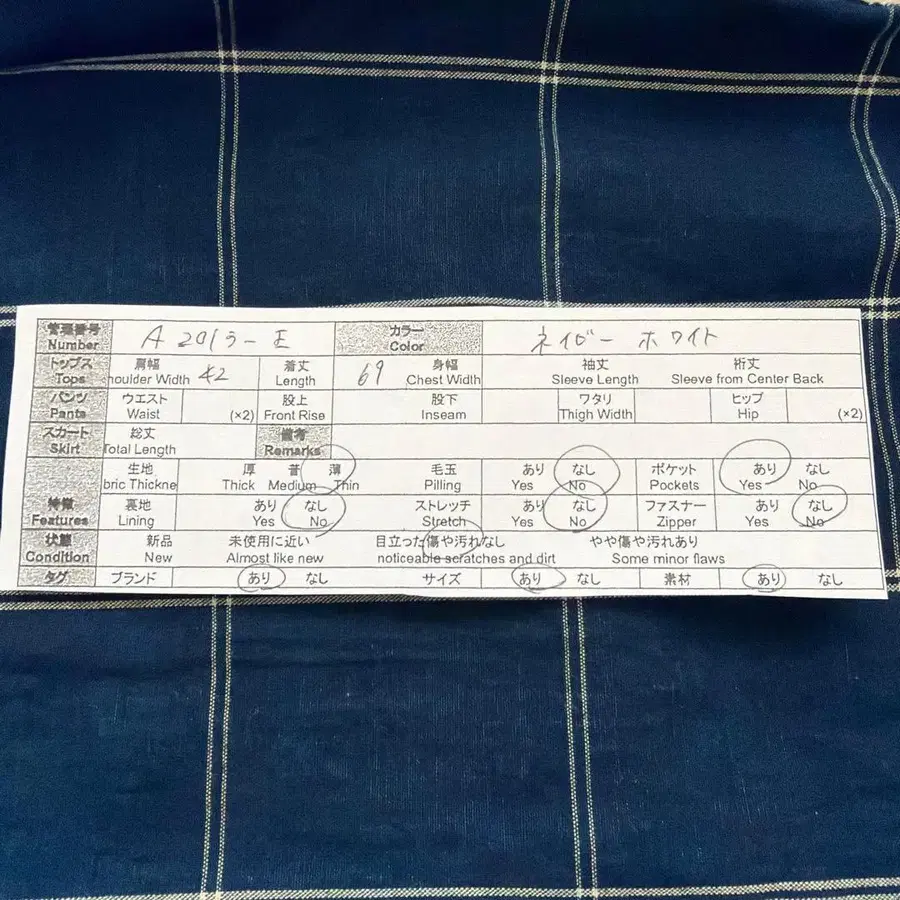 管理番号 カラー ネイビー ホワイト
Number A Color
トップス 肩幅 着丈 身幅 袖丈 裄丈
Tops houlder Width 42 Length 69 Chest Width Sleeve Length Sleeve from Center Back
パンツ ウエスト 股上 股下 ワタリ ヒップ
Pants Waist (×2) Front Rise Inseam Thigh Width Hip (×2)
スカート 総丈 備考
Skirt Total Length Remarks
生地 厚 普 薄 毛玉 あり なし ポケット あり なし
bric Thickne Thick Medium Thin Pilling Yes No Pockets Yes No
特徴 裏地 あり なし ストレッチ あり なし ファスナー あり なし
Features Lining Yes No Stretch Yes No Zipper Yes No
状態 新品 未使用に近い 目立った傷や汚れなし やや傷や汚れあり
Condition New Almost like new noticeable scratches and dirt Some minor flaws
タグ ブランド あり なし サイズ あり なし 素材 あり なし